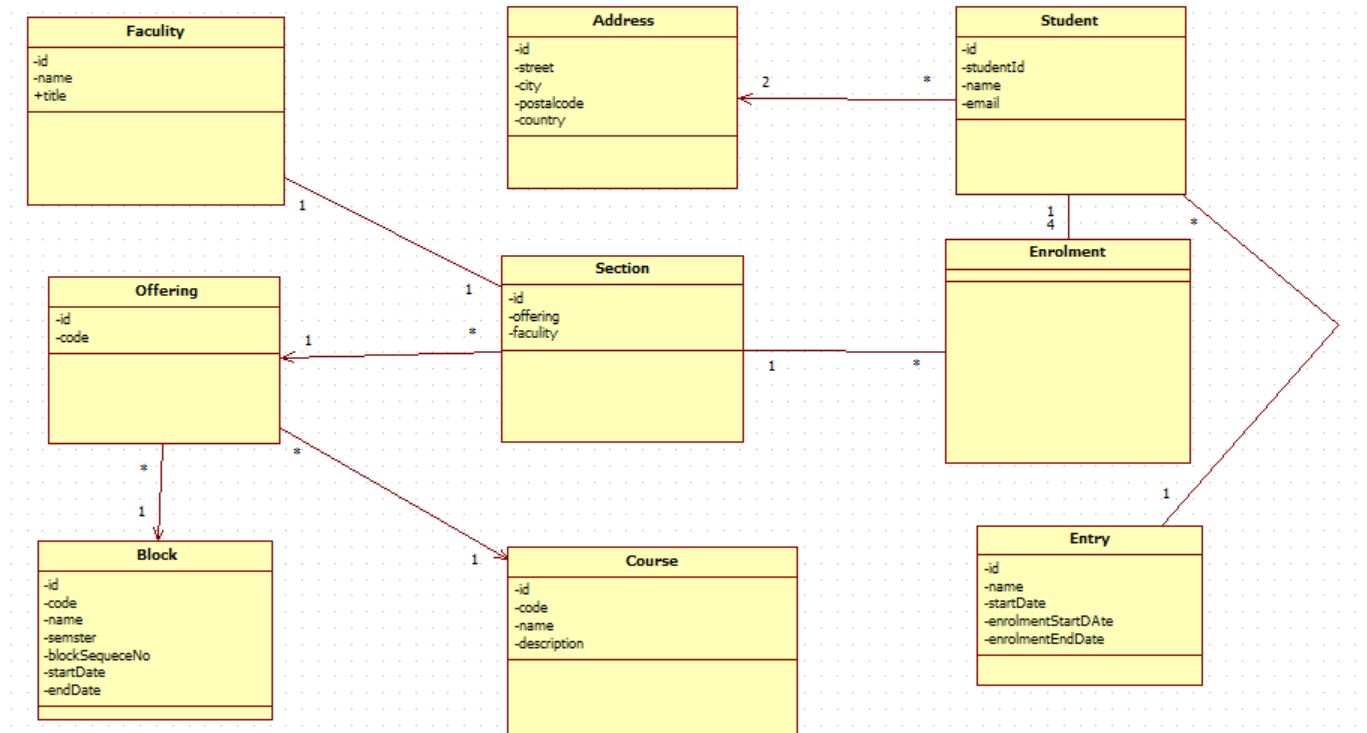 Faculity
-id
-name
+title
Address
-id
-street
-city
-postalcode
-country
Student
-id
-studentId
-name
-email
2
*
1
1
1
4
*
Offering
-id
-code
Section
-id
-offering
-faculity
Enrolment
1
*
1
*
*
1
*
1
1
Block
-id
-code
-name
-semster
-blockSequeceNo
-startDate
-endDate
Course
-id
-code
-name
-description
Entry
-id
-name
-startDate
-enrolmentStartDAte
-enrolmentEndDate